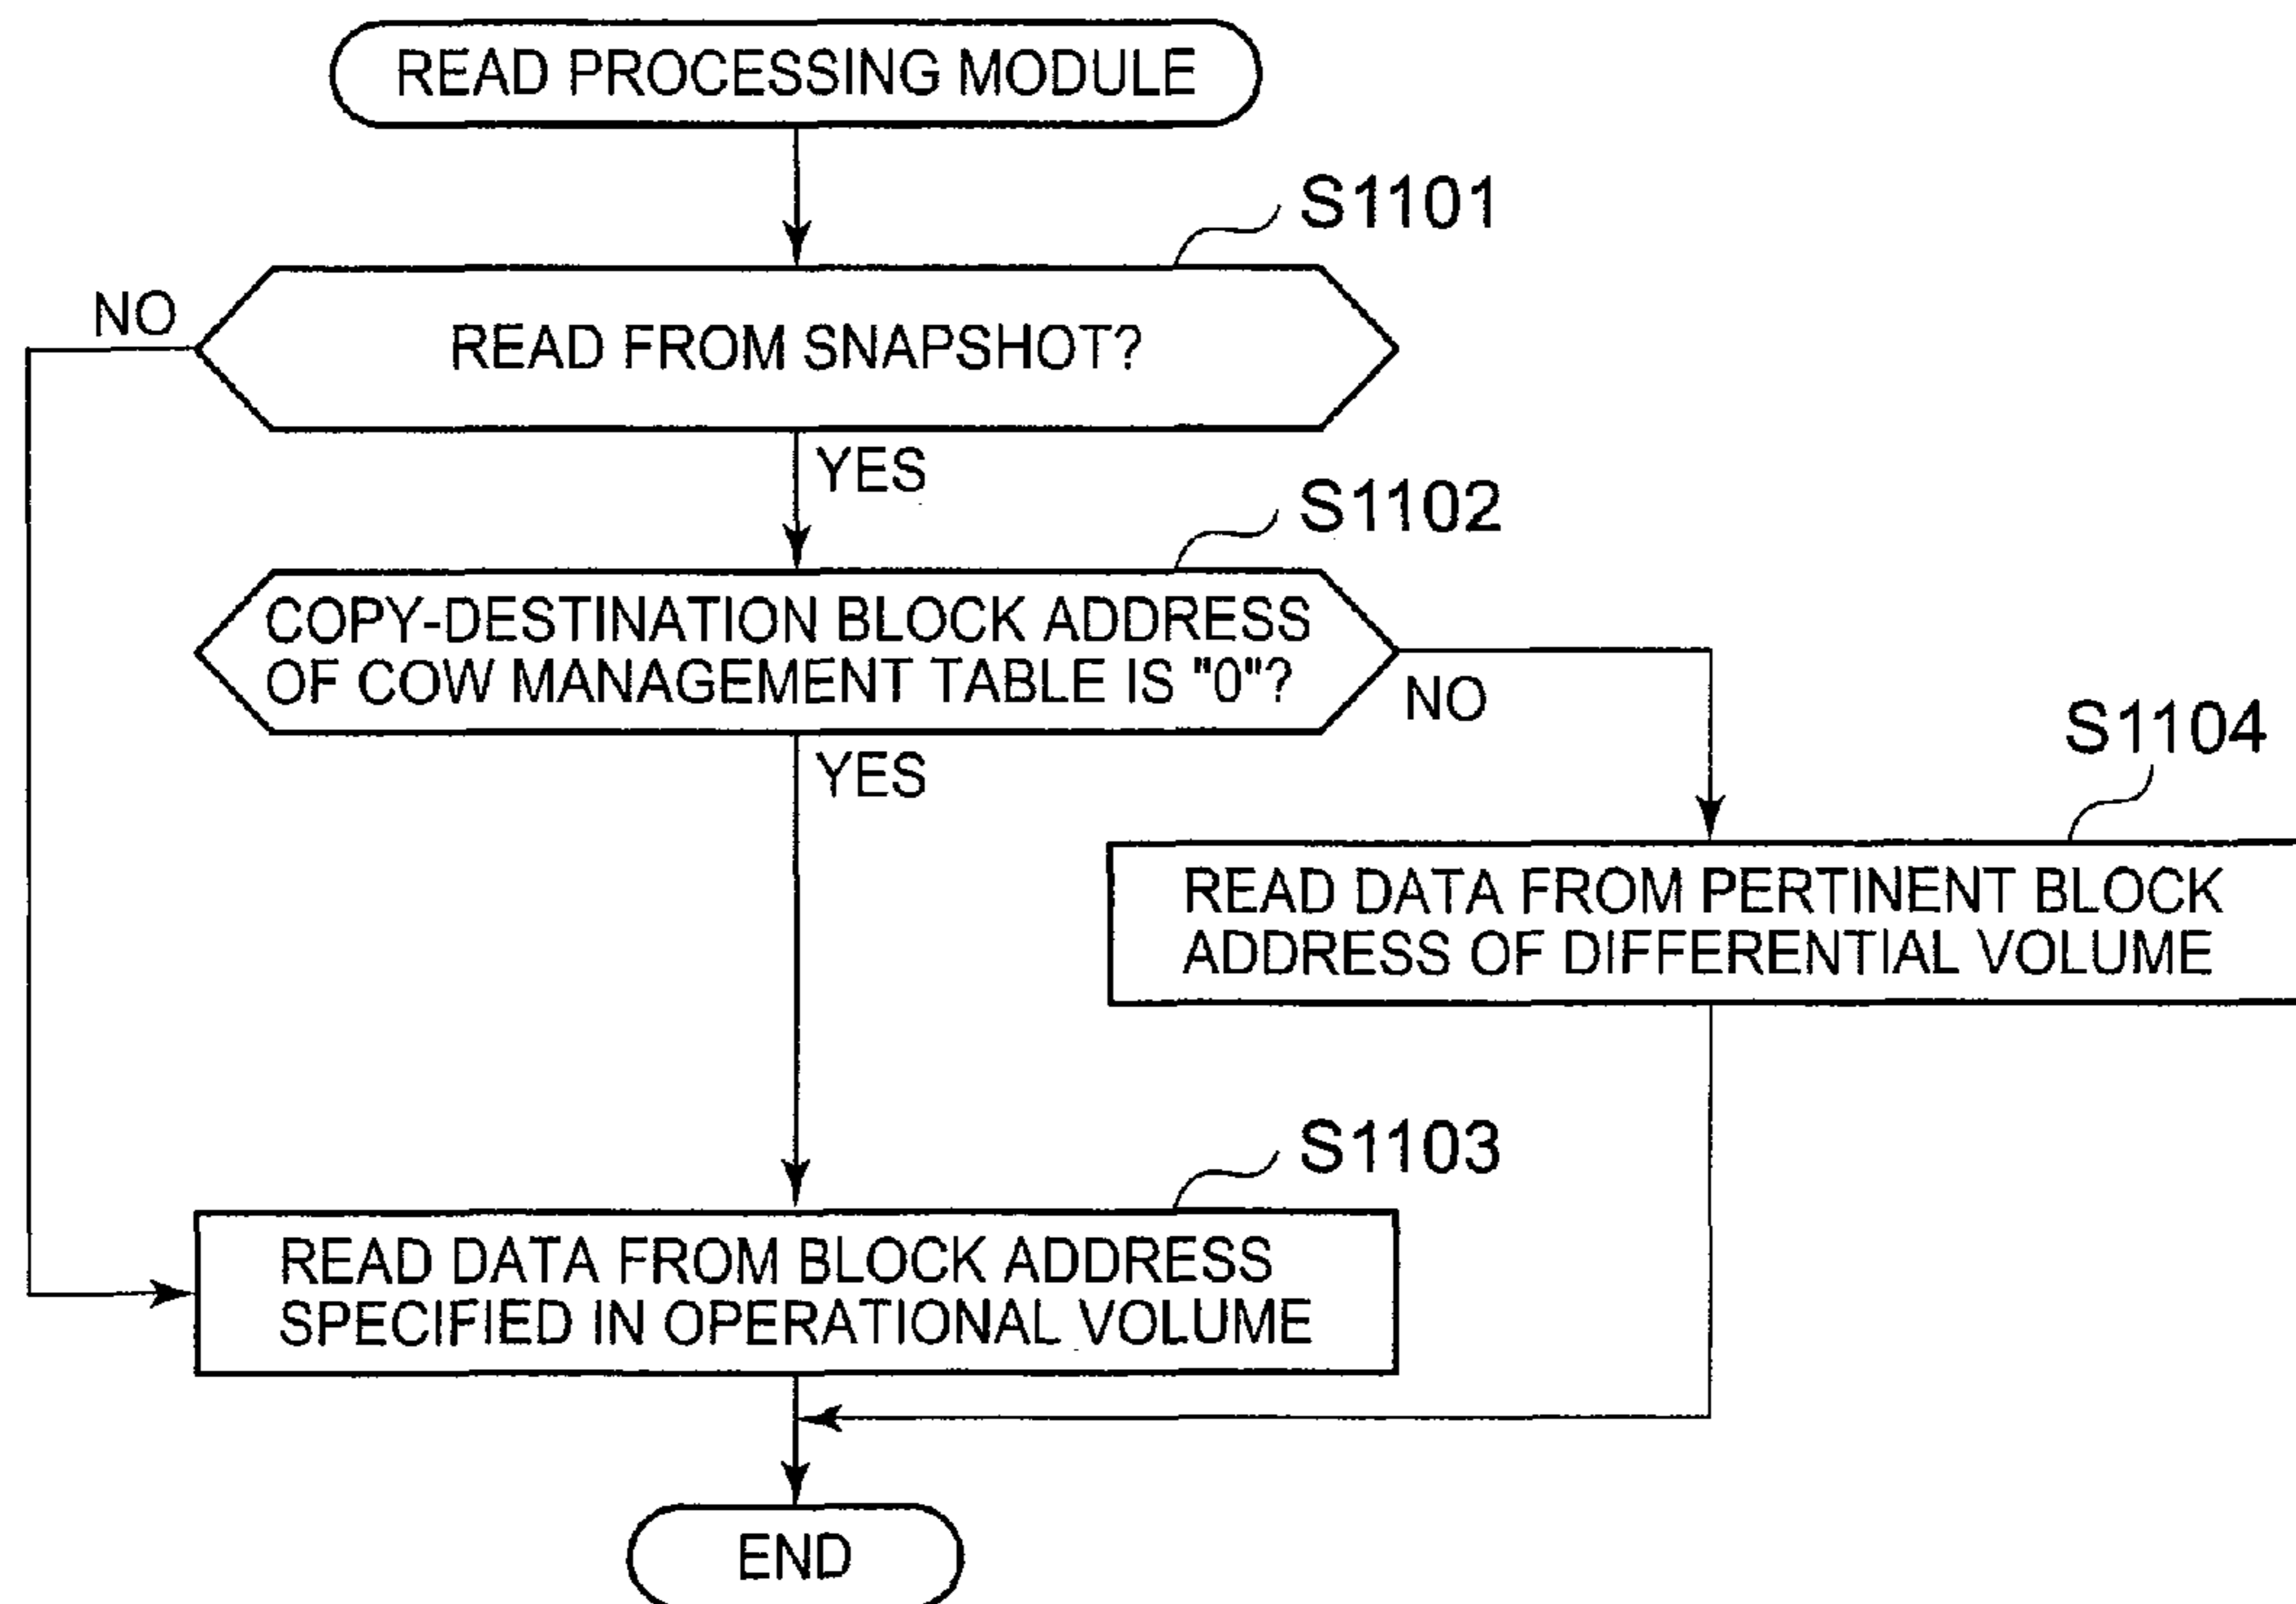 READ PROCESSING MODULE
S1101
NO
READ FROM SNAPSHOT?
YES
S1102
COPY-DESTINATION BLOCK ADDRESS
OF COW MANAGEMENT TABLE IS "0"?
NO
YES
S1104
READ DATA FROM PERTINENT BLOCK
ADDRESS OF DIFFERENTIAL VOLUME
S1103
READ DATA FROM BLOCK ADDRESS
SPECIFIED IN OPERATIONAL VOLUME
END